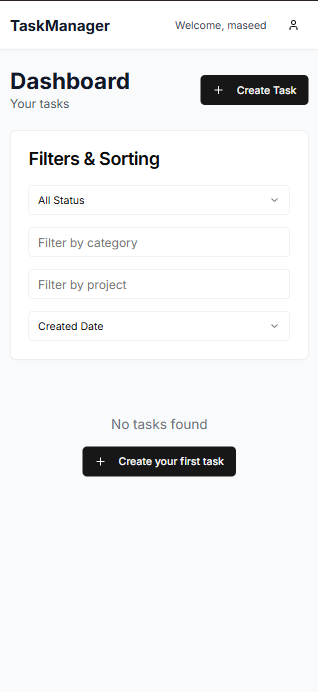 TaskManager
Welcome, maseed
Dashboard
Your tasks
Create Task
Filters & Sorting
All Status
Filter by category
Filter by project
Created Date
No tasks found
Create your first task